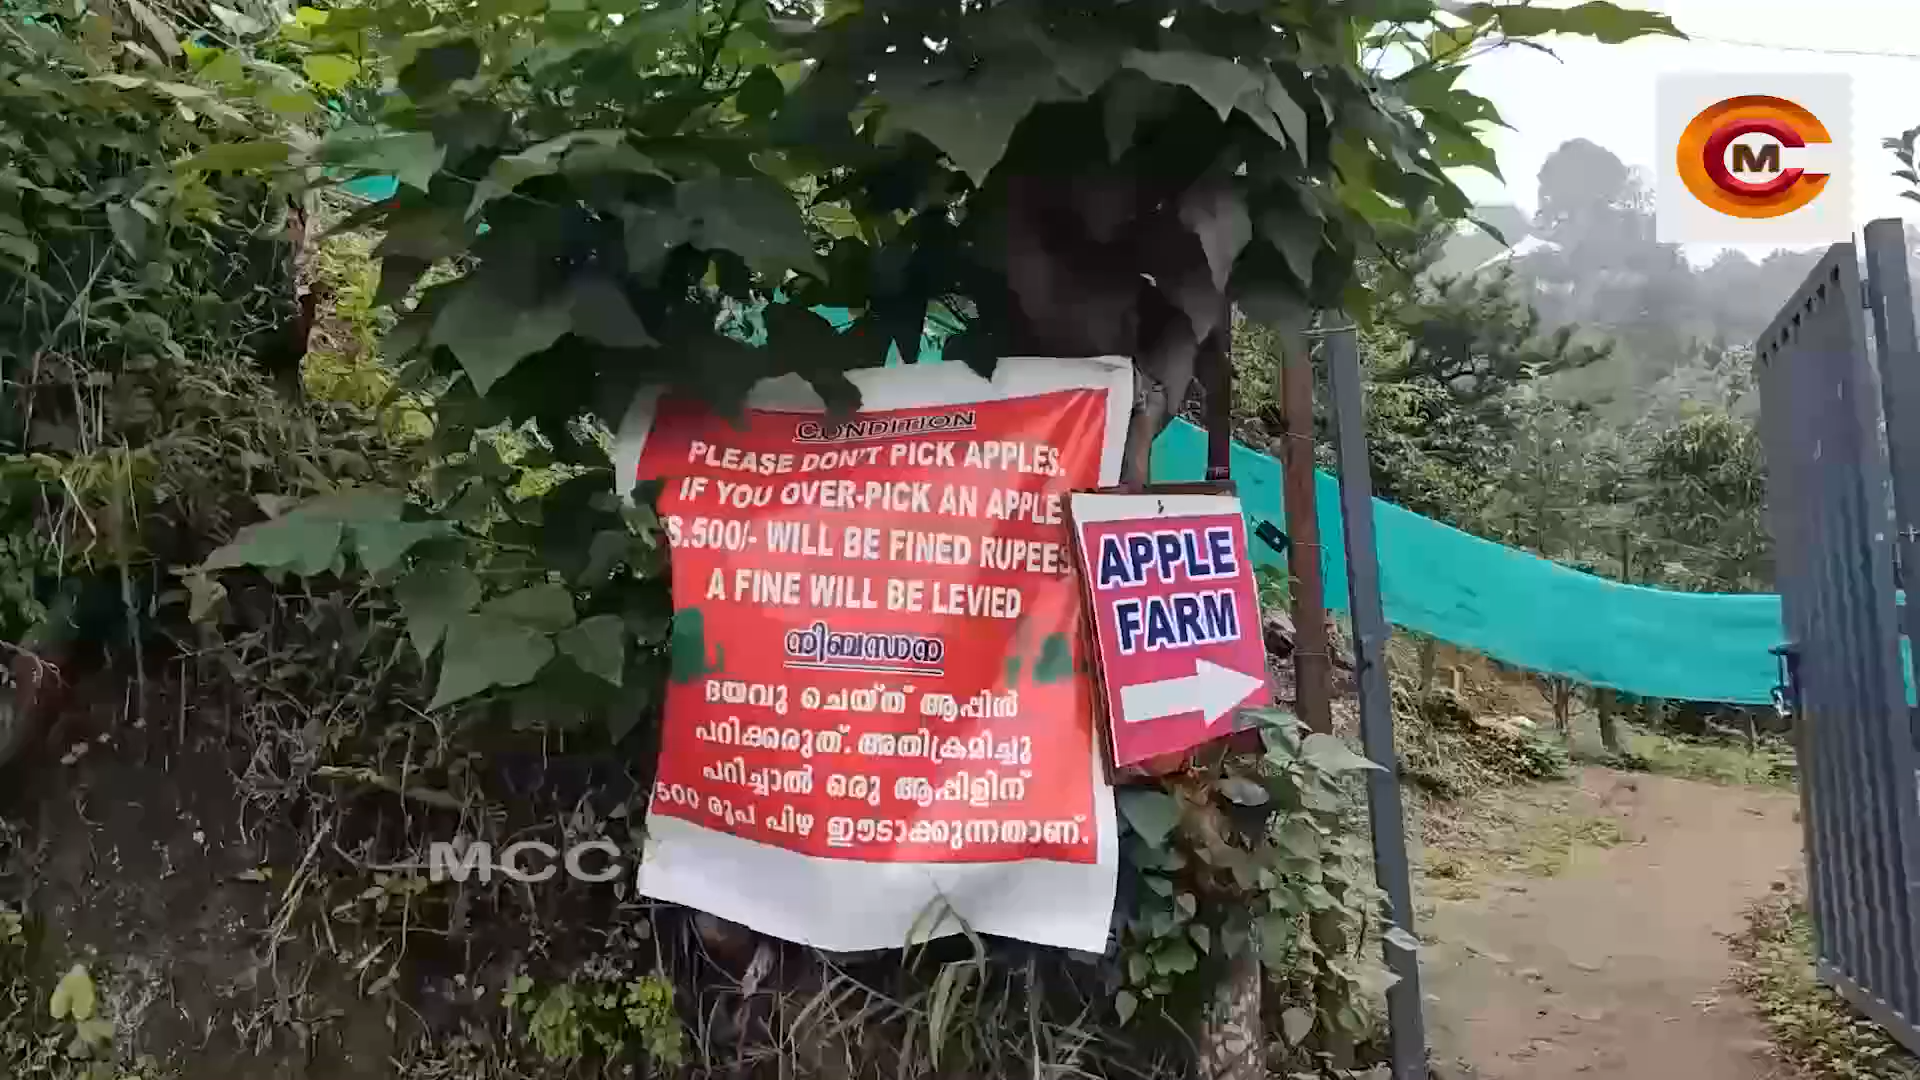 CONDITION
PLEASE DON'T PICK APPLES.
IF YOU OVER-PICK AN APPLE
S.500/- WILL BE FINED RUPEES
A FINE WILL BE LEVIED
നിബന്ധന
ദയവു ചെയ്ത് ആപ്പിൾ
പറിക്കരുത്. അതിക്രമിച്ചു
പറിച്ചാൽ ഒരു ആപ്പിളിന്
500 രൂപ പിഴ ഈടാക്കുന്നതാണ്.
APPLE
FARM
MCC
CMC